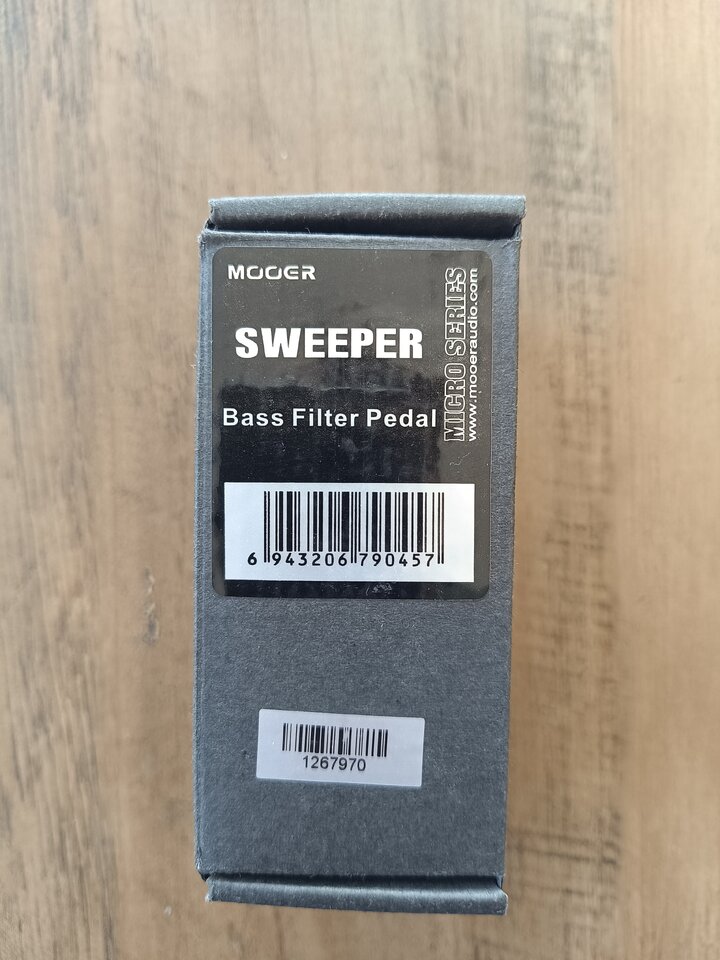 MOOER
SWEEPER
Bass Filter Pedal
MICRO SERIES
www.mooeraudio.com
6 943206 790457
1267970